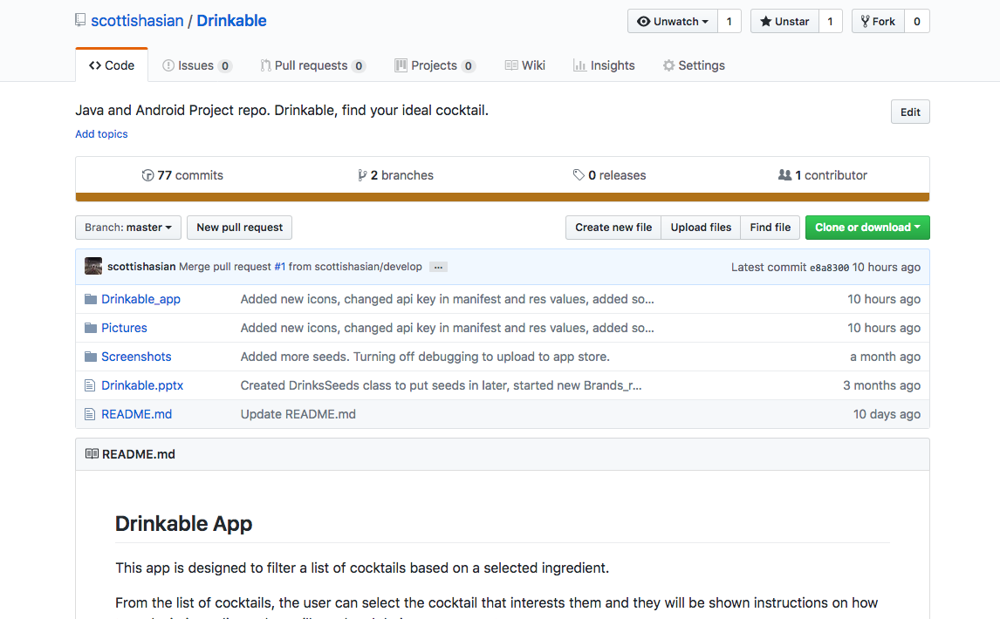 scottishasian / Drinkable
Unwatch 1 Unstar 1 Fork 0
Code Issues 0 Pull requests 0 Projects 0 Wiki Insights Settings
Java and Android Project repo. Drinkable, find your ideal cocktail. Edit
Add topics
77 commits 2 branches 0 releases 1 contributor
Branch: master New pull request Create new file Upload files Find file Clone or download
scottishasian Merge pull request #1 from scottishasian/develop ... Latest commit e8a8300 10 hours ago
Drinkable_app Added new icons, changed api key in manifest and res values, added so... 10 hours ago
Pictures Added new icons, changed api key in manifest and res values, added so... 10 hours ago
Screenshots Added more seeds. Turning off debugging to upload to app store. a month ago
Drinkable.pptx Created DrinksSeeds class to put seeds in later, started new Brands_r... 3 months ago
README.md Update README.md 10 days ago
README.md
Drinkable App
This app is designed to filter a list of cocktails based on a selected ingredient.
From the list of cocktails, the user can select the cocktail that interests them and they will be shown instructions on how